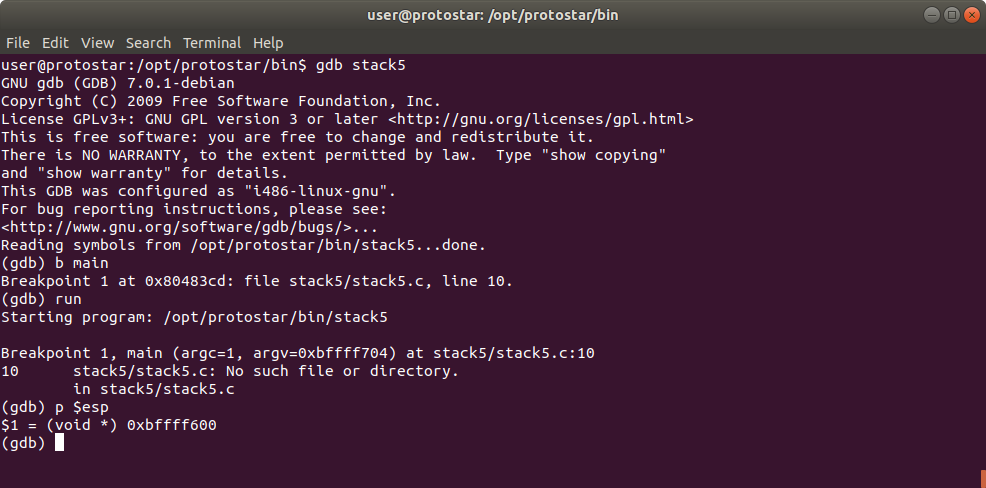 user@protostar: /opt/protostar/bin
File Edit View Search Terminal Help
user@protostar:/opt/protostar/bin$ gdb stack5
GNU gdb (GDB) 7.0.1-debian
Copyright (C) 2009 Free Software Foundation, Inc.
License GPLv3+: GNU GPL version 3 or later <http://gnu.org/licenses/gpl.html>
This is free software: you are free to change and redistribute it.
There is NO WARRANTY, to the extent permitted by law.  Type "show copying"
and "show warranty" for details.
This GDB was configured as "i486-linux-gnu".
For bug reporting instructions, please see:
<http://www.gnu.org/software/gdb/bugs/>...
Reading symbols from /opt/protostar/bin/stack5...done.
(gdb) b main
Breakpoint 1 at 0x80483cd: file stack5/stack5.c, line 10.
(gdb) run
Starting program: /opt/protostar/bin/stack5
Breakpoint 1, main (argc=1, argv=0xbffff704) at stack5/stack5.c:10
10      stack5/stack5.c: No such file or directory.
        in stack5/stack5.c
(gdb) p $esp
$1 = (void *) 0xbffff600
(gdb)